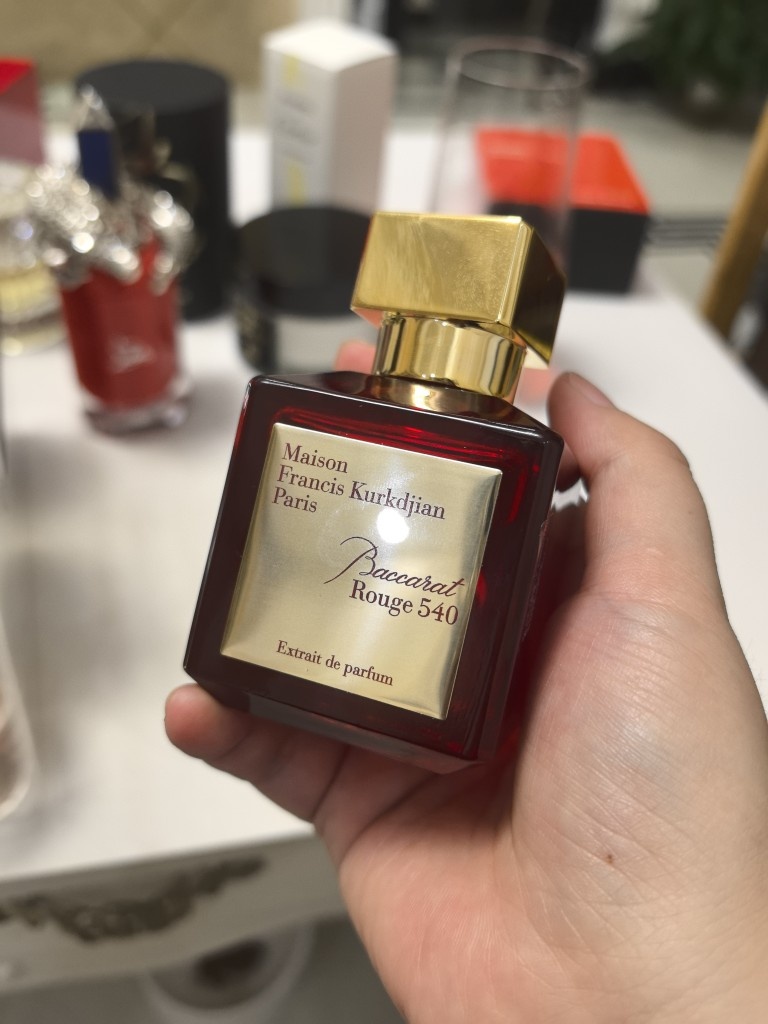 Maison
Francis Kurkdjian
Paris
Baccarat
Rouge 540
Extrait de parfum